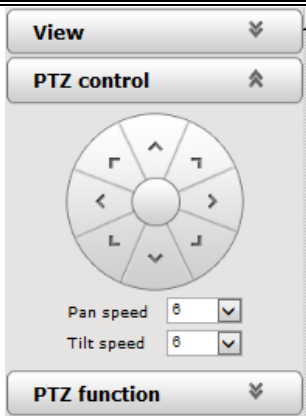 View
PTZ control
Pan speed 6
Tilt speed 6
PTZ function